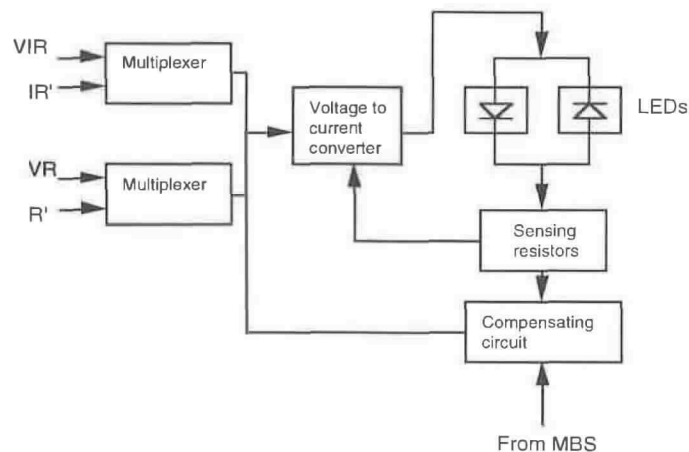 VIR
IR'
Multiplexer
VR
R'
Multiplexer
Voltage to
current
converter
LEDs
Sensing
resistors
Compensating
circuit
From MBS